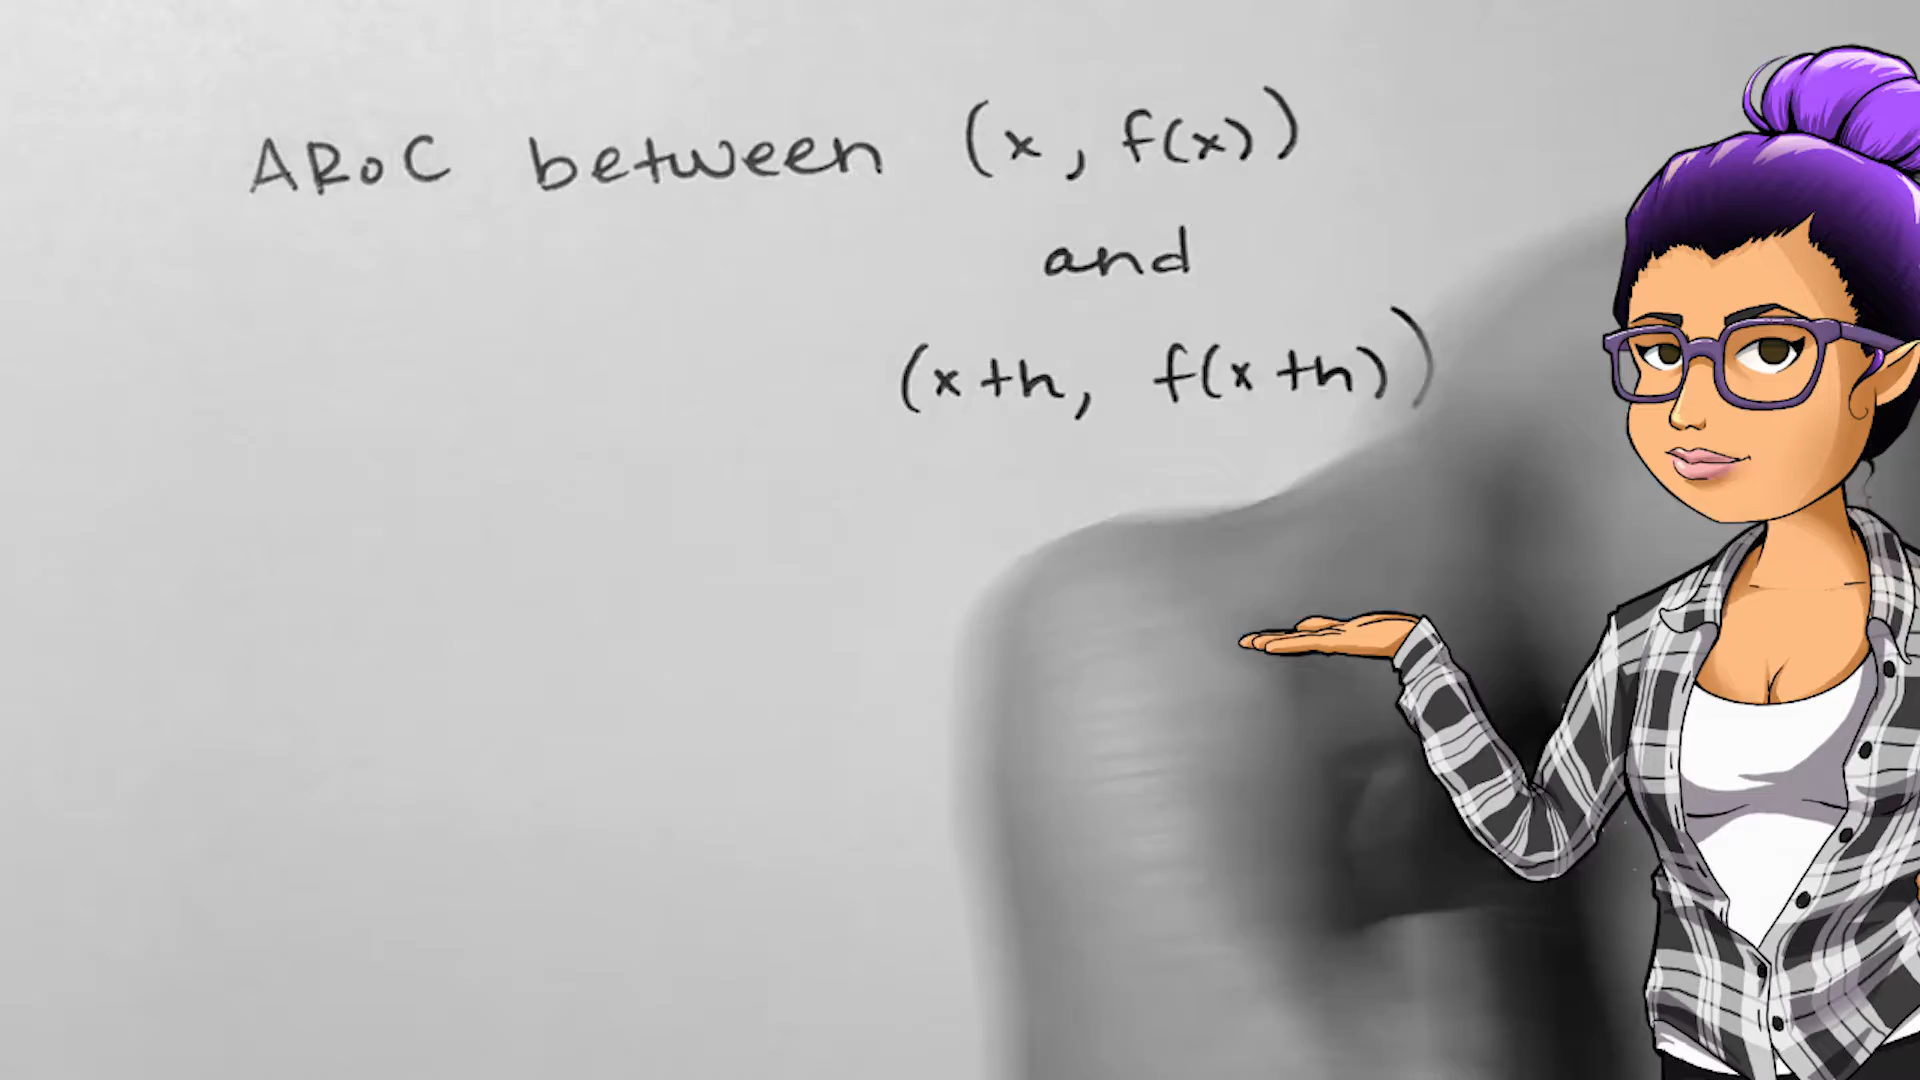 ARoC between (x, f(x))
and
(x+h, f(x+h))